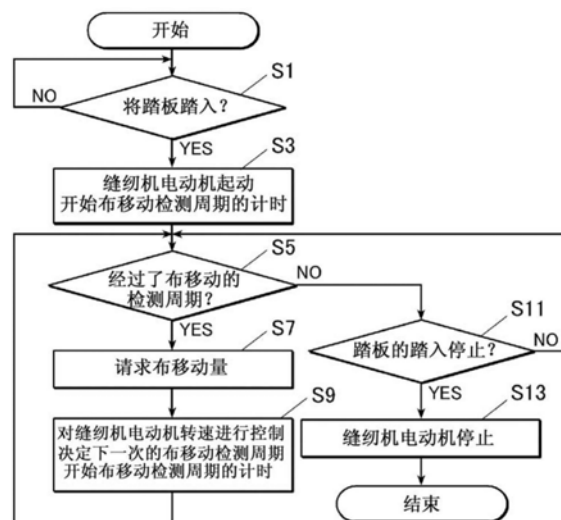 开始
S1
NO
将踏板踏入？
YES
S3
缝纫机电动机起动
开始布移动检测周期的计时
S5
经过了布移动的
检测周期？
NO
YES
S7
请求布移动量
S11
踏板的踏入停止？
NO
YES
S9
对缝纫机电动机转速进行控制
决定下一次的布移动检测周期
开始布移动检测周期的计时
S13
缝纫机电动机停止
结束